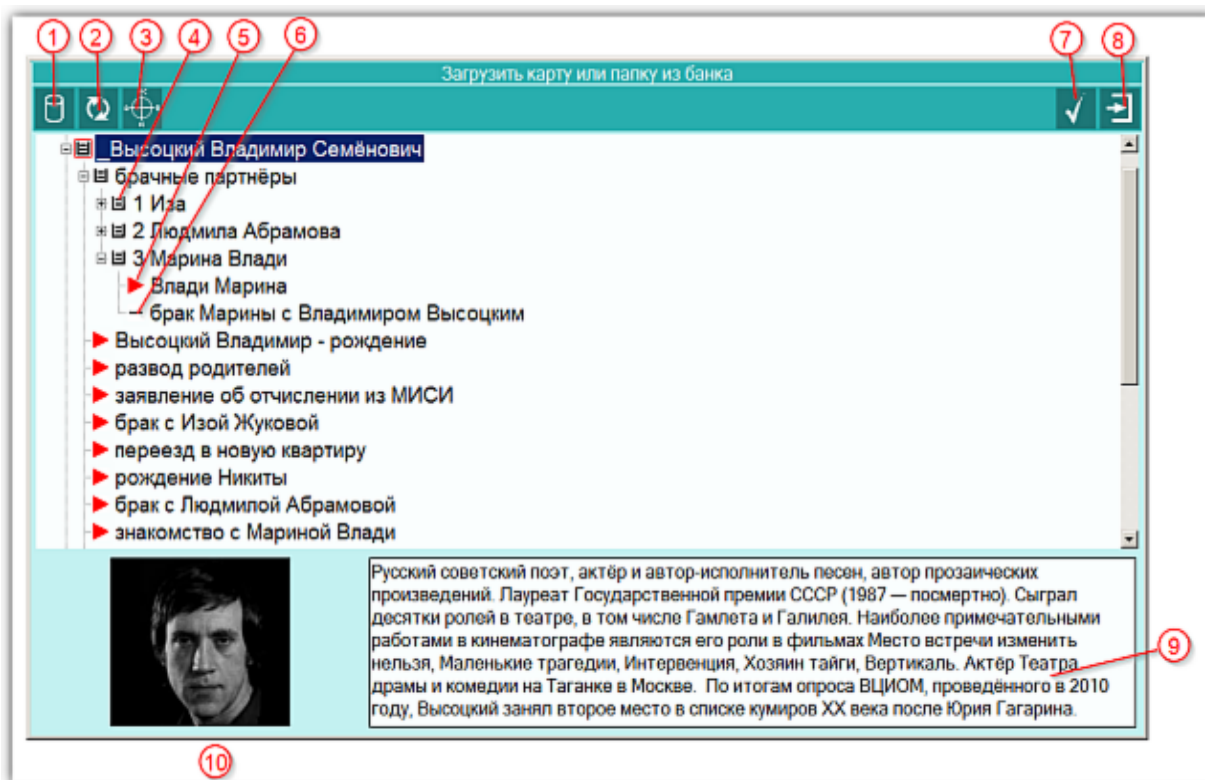 1 2 3 4 5 6 7 8
Загрузить карту или папку из банка
_Высоцкий Владимир Семёнович
брачные партнёры
1 Иза
2 Людмила Абрамова
3 Марина Влади
Влади Марина
брак Марины с Владимиром Высоцким
Высоцкий Владимир - рождение
развод родителей
заявление об отчислении из МИСИ
брак с Изой Жуковой
переезд в новую квартиру
рождение Никиты
брак с Людмилой Абрамовой
знакомство с Мариной Влади
Русский советский поэт, актёр и автор-исполнитель песен, автор прозаических
произведений. Лауреат Государственной премии СССР (1987 — посмертно). Сыграл
десятки ролей в театре, в том числе Гамлета и Галилея. Наиболее примечательными
работами в кинематографе являются его роли в фильмах Место встречи изменить
нельзя, Маленькие трагедии, Интервенция, Хозяин тайги, Вертикаль. Актёр Театра
драмы и комедии на Таганке в Москве. По итогам опроса ВЦИОМ, проведённого в 2010
году, Высоцкий занял второе место в списке кумиров XX века после Юрия Гагарина.
9
10